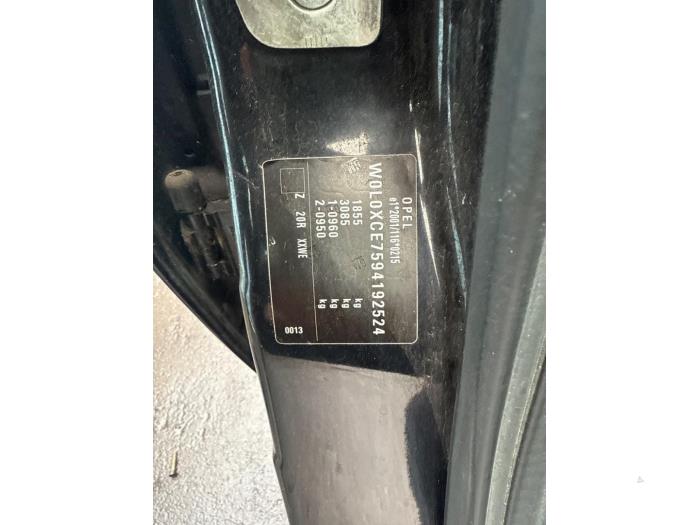 OPEL
e1*2001/116*0215
W0L0XCE7594192524
1855 kg
3085 kg
1-0960 kg
2-0950 kg
Z 20R XXWE
0013